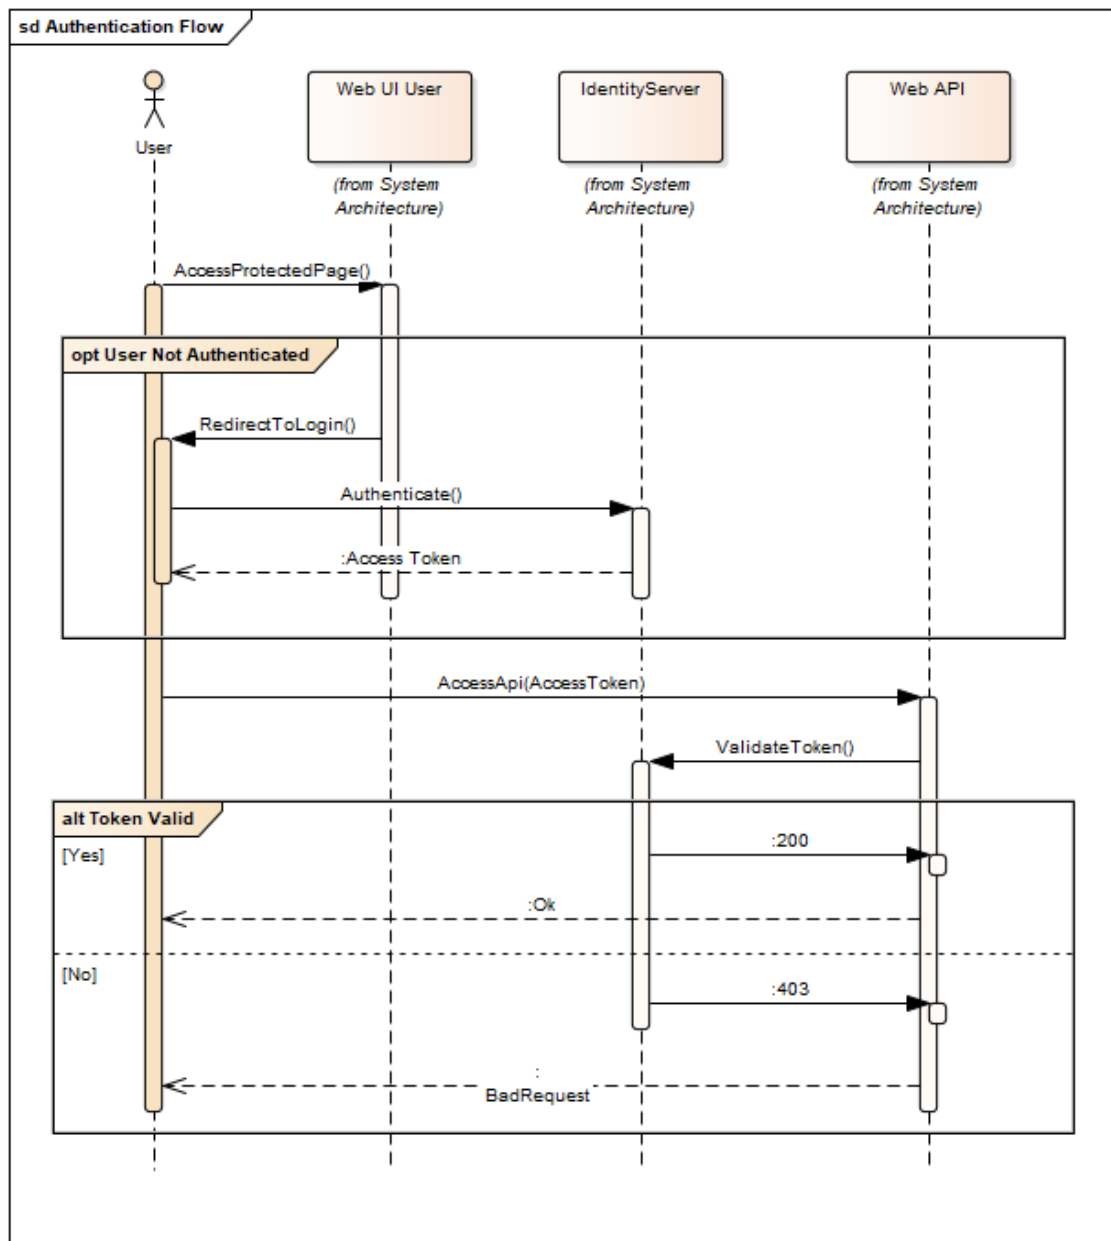 sd Authentication Flow
Web UI User
IdentityServer
Web API
User
(from System
Architecture)
(from System
Architecture)
(from System
Architecture)
AccessProtectedPage()
opt User Not Authenticated
RedirectToLogin()
Authenticate()
:Access Token
AccessApi(AccessToken)
ValidateToken()
alt Token Valid
[Yes]
:200
:Ok
[No]
:403
:
BadRequest